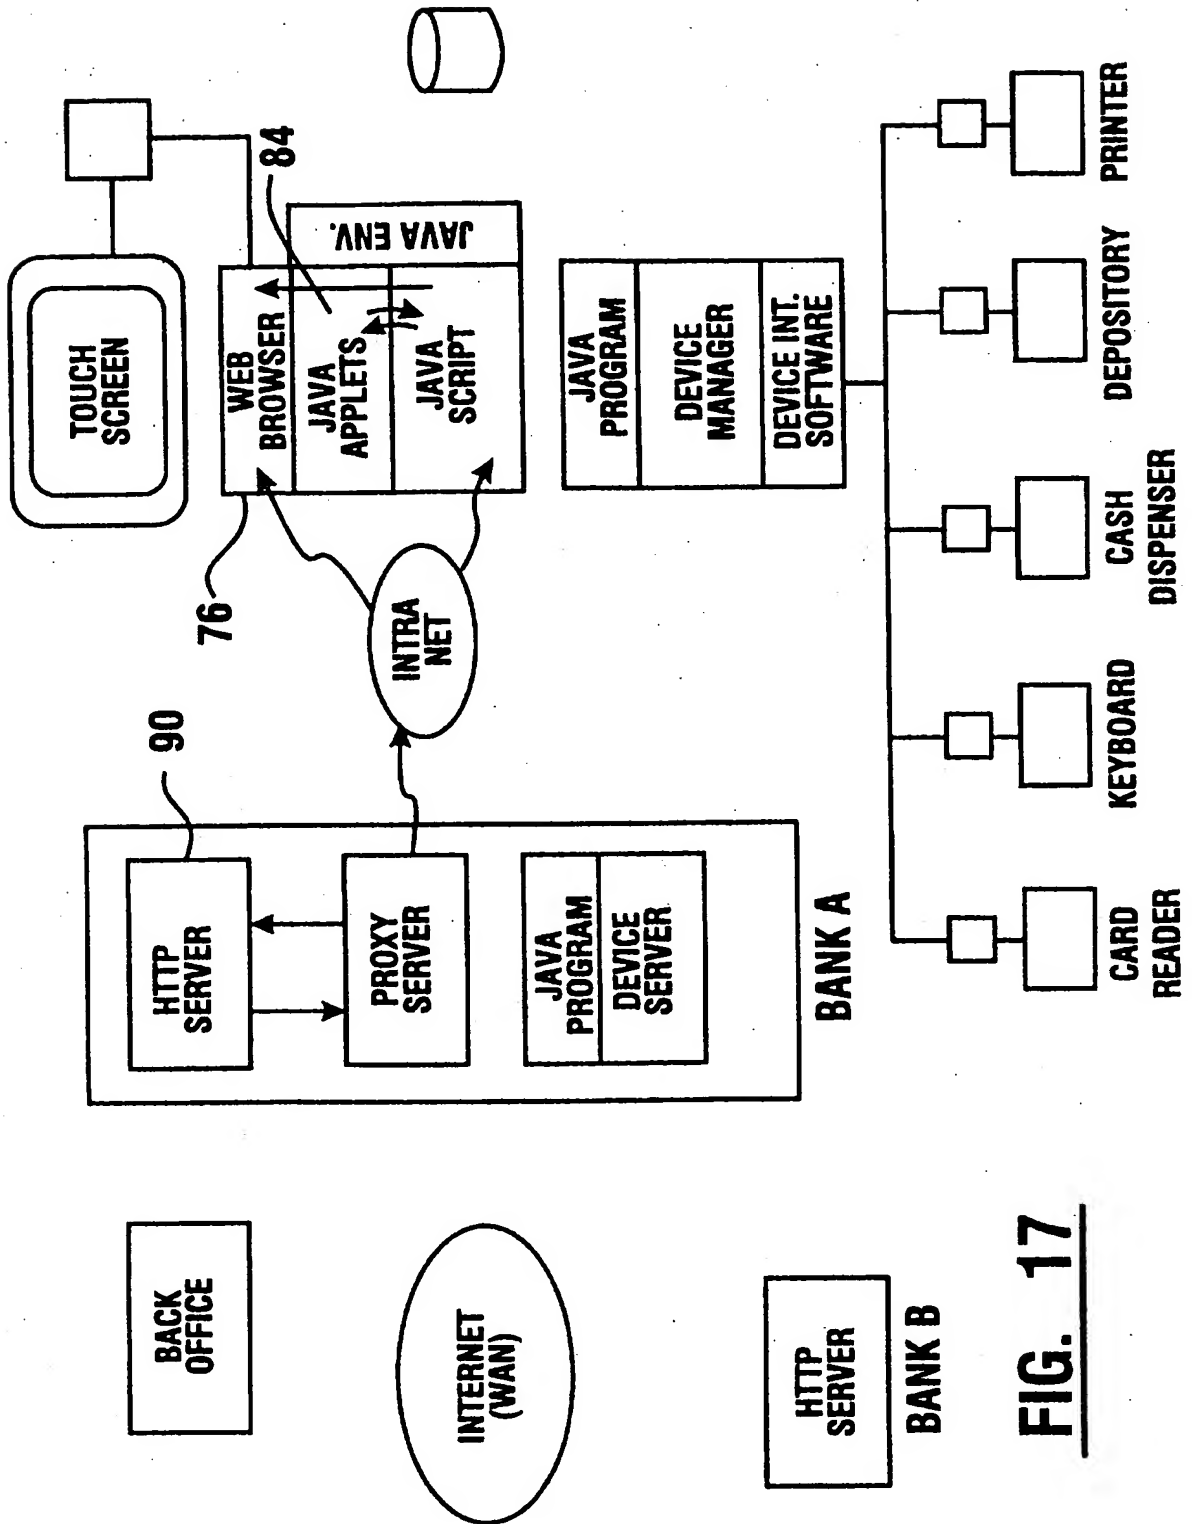 BACK
OFFICE
INTERNET
(WAN)
HTTP
SERVER
BANK B
HTTP
SERVER
90
PROXY
SERVER
JAVA
PROGRAM
DEVICE
SERVER
BANK A
INTRA
NET
TOUCH
SCREEN
76
WEB
BROWSER
JAVA
APPLETS
JAVA
SCRIPT
JAVA ENV.
84
JAVA
PROGRAM
DEVICE
MANAGER
DEVICE INT.
SOFTWARE
CARD
READER
KEYBOARD
CASH
DISPENSER
DEPOSITORY
PRINTER
FIG. 17